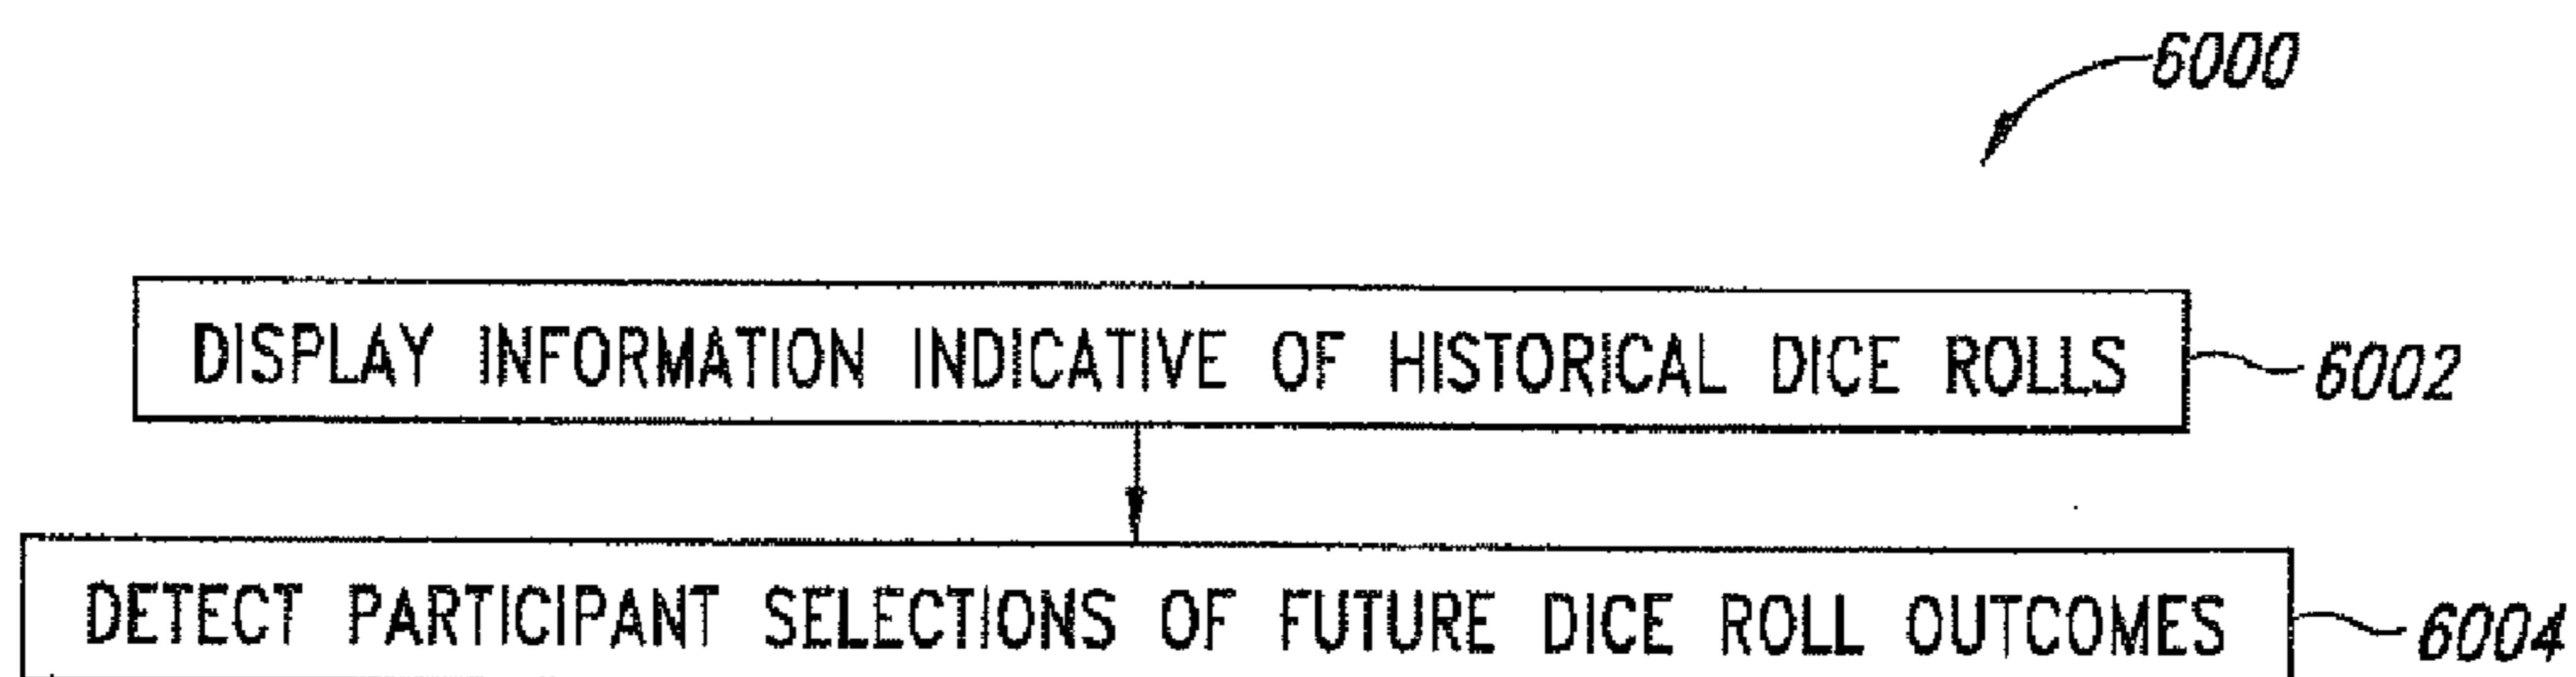 6000
DISPLAY INFORMATION INDICATIVE OF HISTORICAL DICE ROLLS
6002
DETECT PARTICIPANT SELECTIONS OF FUTURE DICE ROLL OUTCOMES
6004